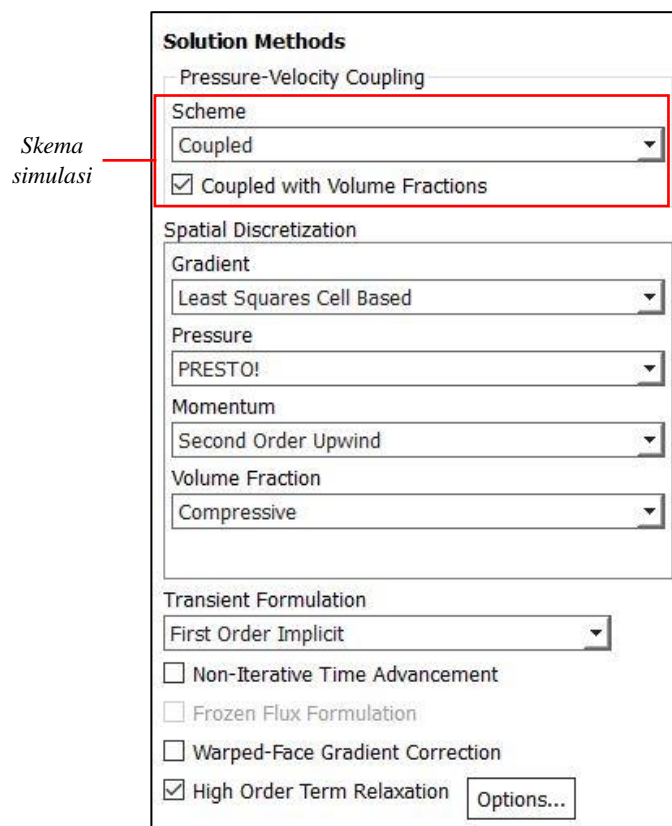 Solution Methods
Pressure-Velocity Coupling
Scheme
Coupled
Coupled with Volume Fractions
Skema
simulasi
Spatial Discretization
Gradient
Least Squares Cell Based
Pressure
PRESTO!
Momentum
Second Order Upwind
Volume Fraction
Compressive
Transient Formulation
First Order Implicit
Non-Iterative Time Advancement
Frozen Flux Formulation
Warped-Face Gradient Correction
High Order Term Relaxation Options...